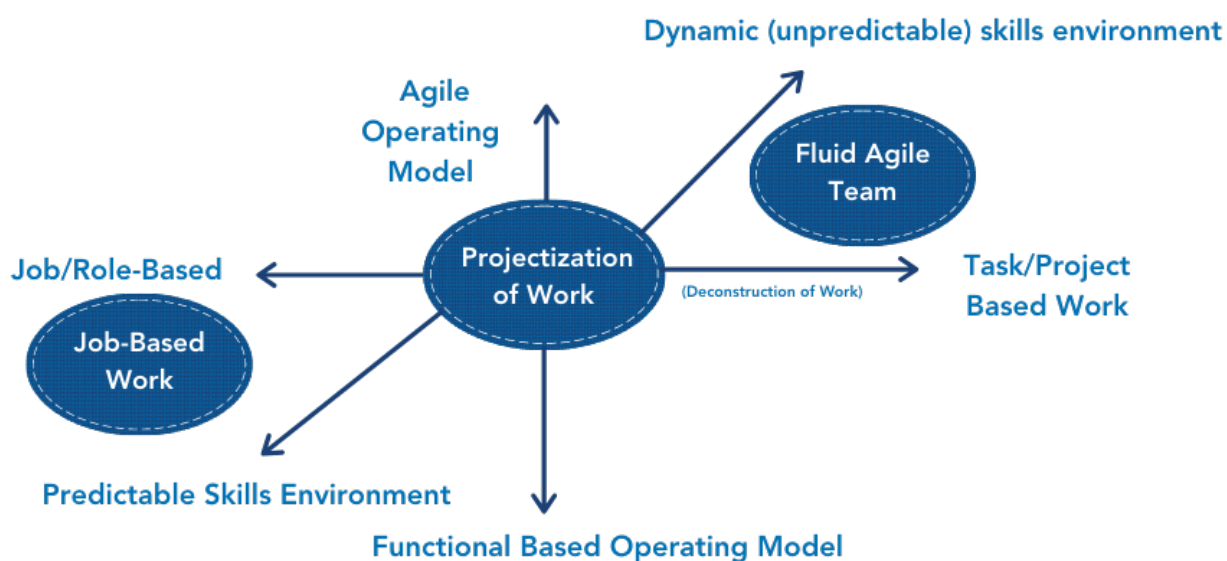 Dynamic (unpredictable) skills environment
Agile
Operating
Model
Fluid Agile
Team
Projectization
of Work
Job/Role-Based
(Deconstruction of Work)
Task/Project
Based Work
Job-Based
Work
Predictable Skills Environment
Functional Based Operating Model